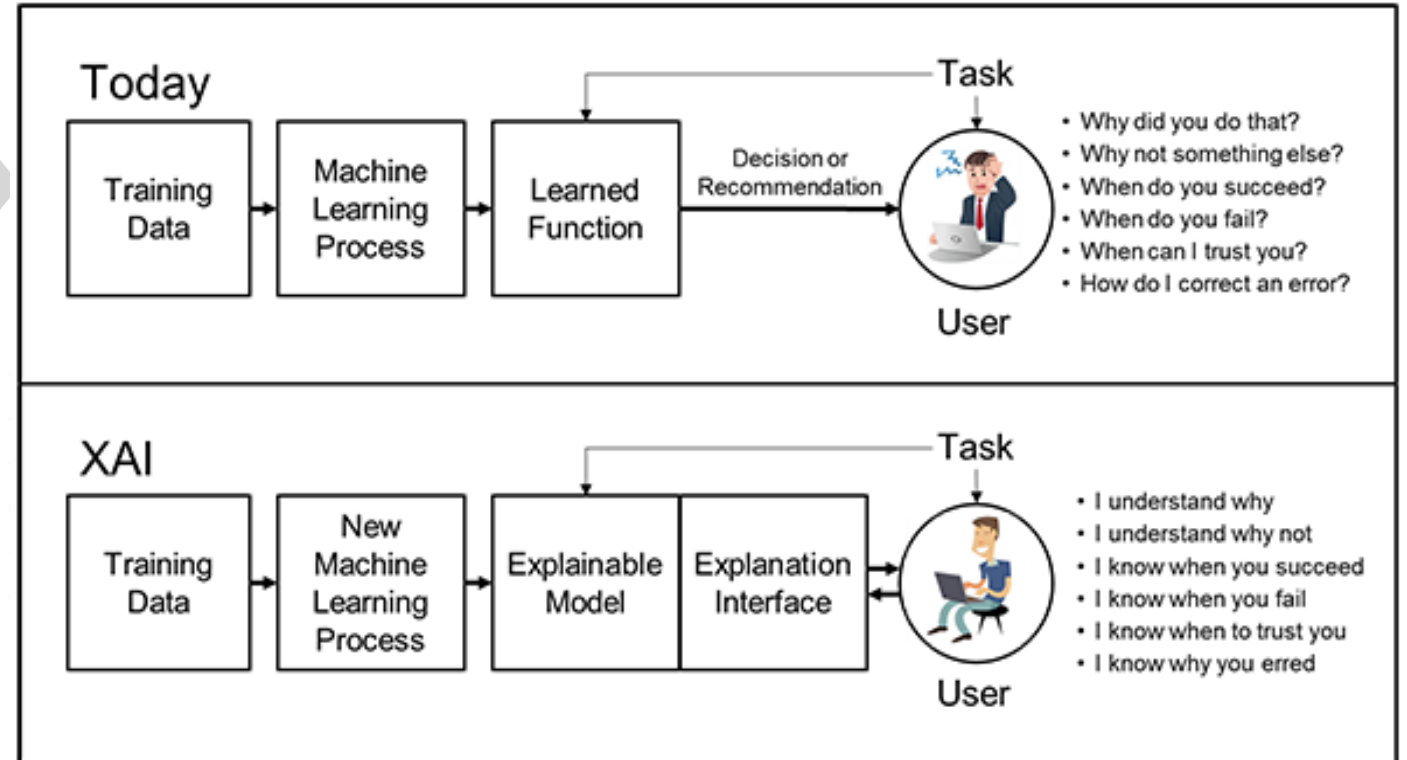 Today
Task
Training
Data
Machine
Learning
Process
Learned
Function
Decision or
Recommendation
User
• Why did you do that?
• Why not something else?
• When do you succeed?
• When do you fail?
• When can I trust you?
• How do I correct an error?
XAI
Task
Training
Data
New
Machine
Learning
Process
Explainable
Model
Explanation
Interface
User
• I understand why
• I understand why not
• I know when you succeed
• I know when you fail
• I know when to trust you
• I know why you erred